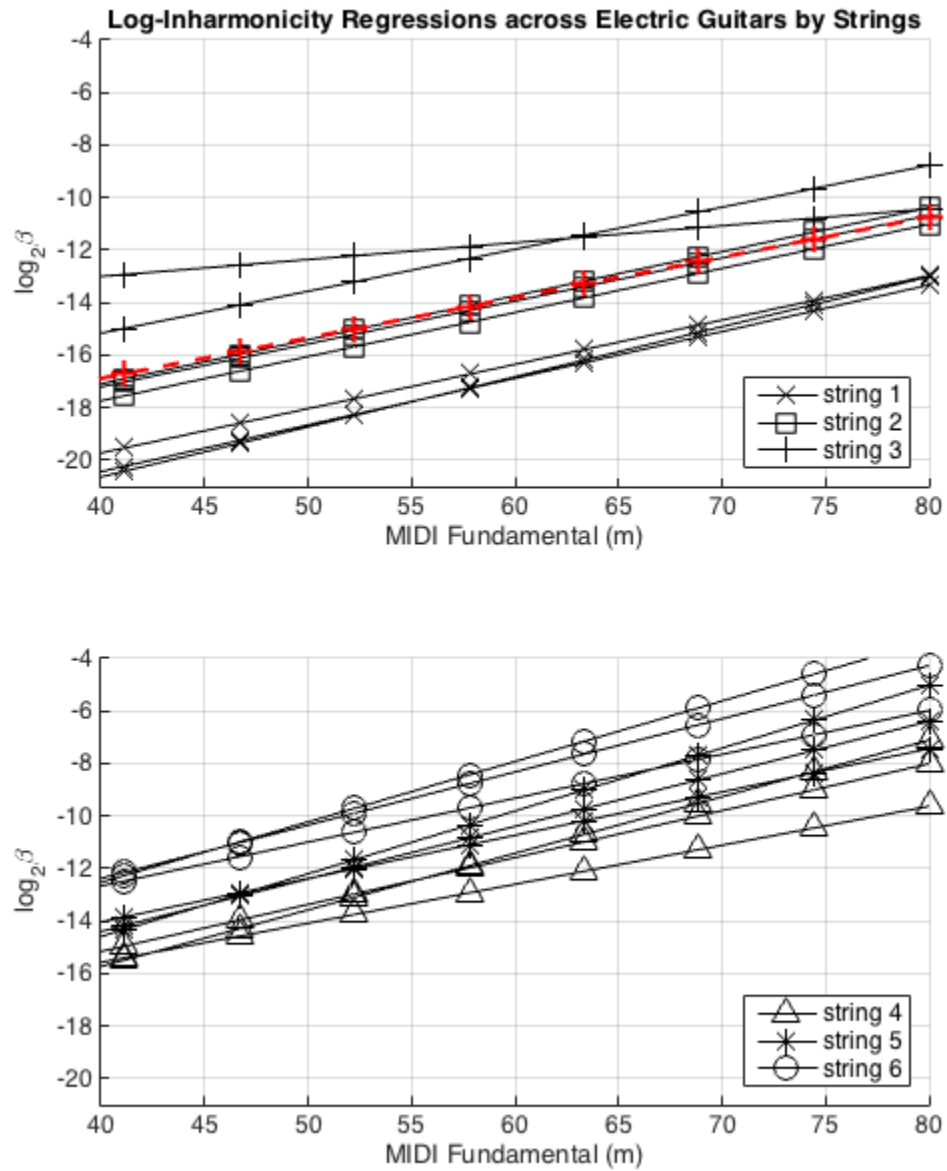 Log-Inharmonicity Regressions across Electric Guitars by Strings
-4
-6
-8
-10
-12
-14
-16
-18
-20
log₂β
string 1
string 2
string 3
40 45 50 55 60 65 70 75 80
MIDI Fundamental (m)
-4
-6
-8
-10
-12
-14
-16
-18
-20
log₂β
string 4
string 5
string 6
40 45 50 55 60 65 70 75 80
MIDI Fundamental (m)